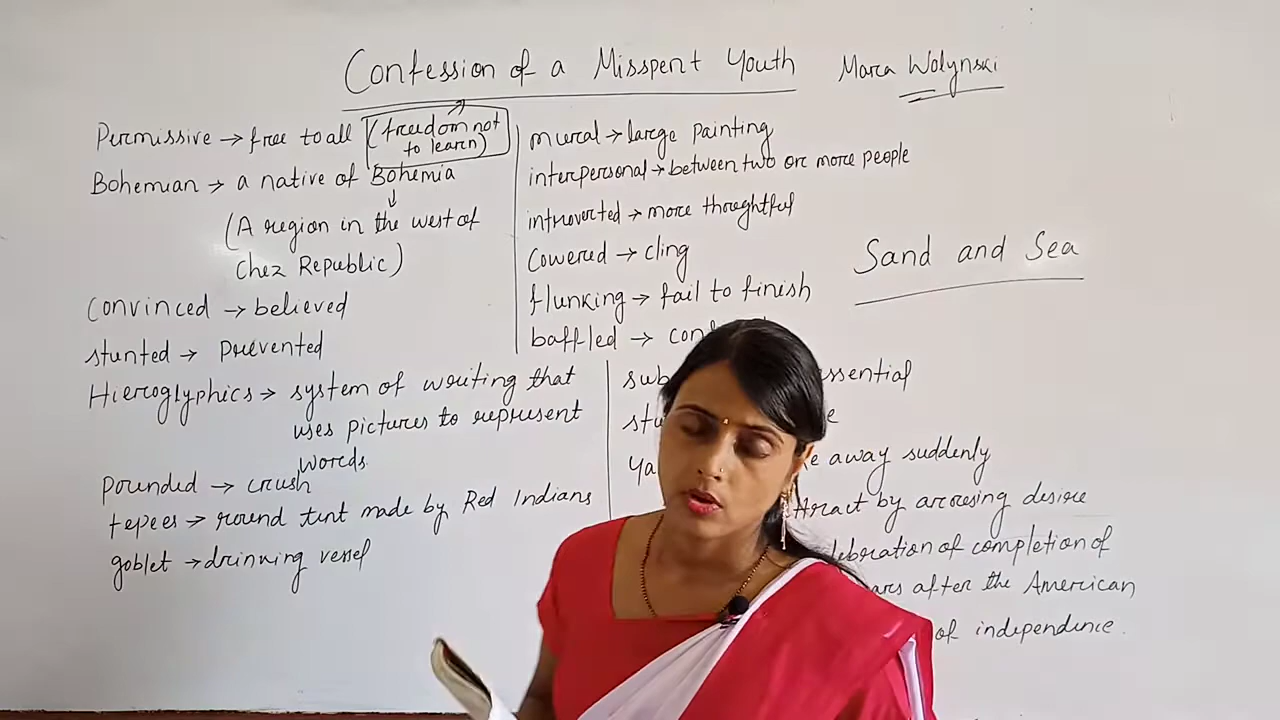 Confession of a Misspent Youth
Mara Wolynski
Permissive → free to all (freedom not
to learn)
Bohemian → a native of Bohemia
(A region in the west of
Chez Republic)
Convinced → believed
stunted → prevented
Hieroglyphics → system of writing that
uses pictures to represent
words.
Pounded → crush
tepees → round tent made by Red Indians
goblet → drinking vessel
mural → large painting
interpersonal → between two or more people
introverted → more thoughtful
Cowered → cling
flunking → fail to finish
baffled →
Sand and Sea
away suddenly
by arousing desire
of completion of
after the American
of independence.